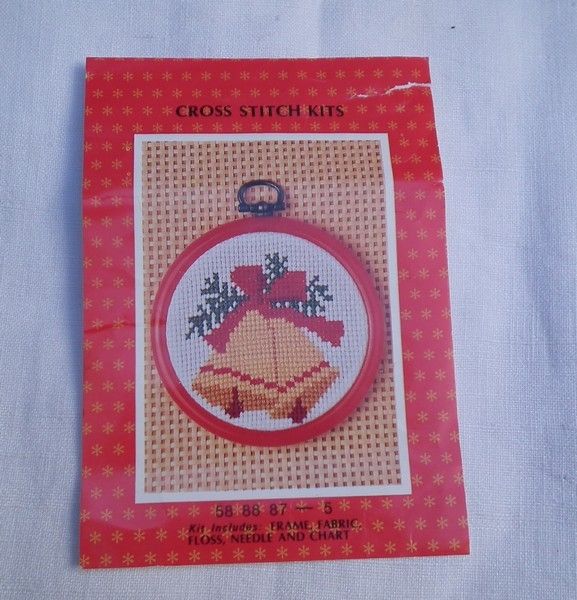 CROSS STITCH KITS
58 88 87 — 5
Kit Includes: FRAME, FABRIC,
FLOSS, NEEDLE AND CHART